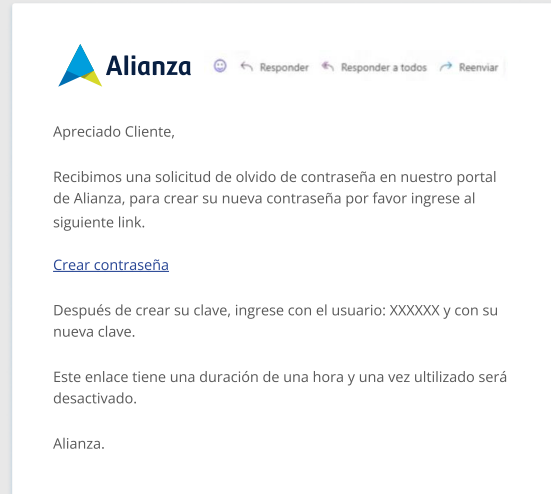 Alianza
Responder
Responder a todos
Reenviar
Apreciado Cliente,
Recibimos una solicitud de olvido de contraseña en nuestro portal
de Alianza, para crear su nueva contraseña por favor ingrese al
siguiente link.
Crear contraseña
Después de crear su clave, ingrese con el usuario: XXXXXX y con su
nueva clave.
Este enlace tiene una duración de una hora y una vez ultilizado será
desactivado.
Alianza.